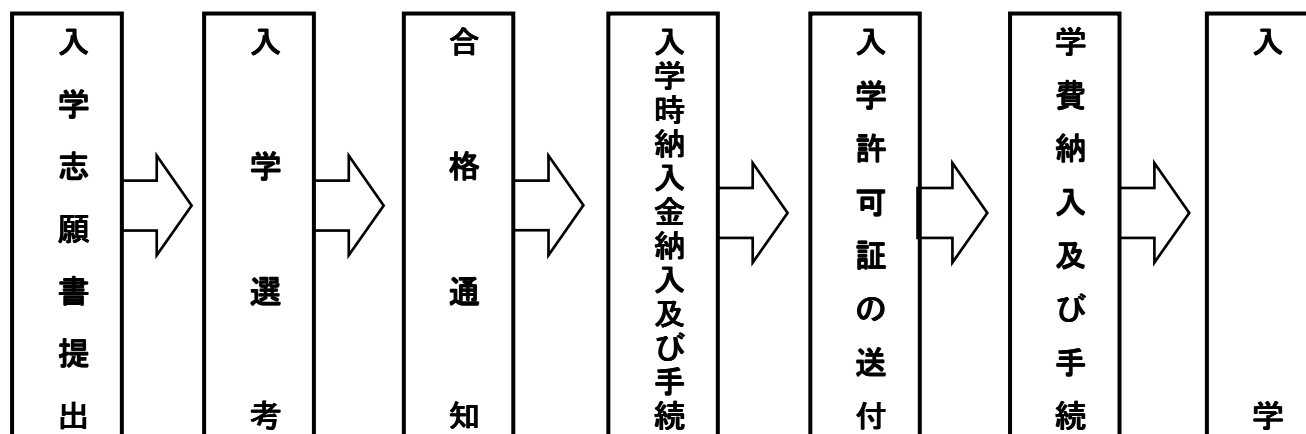 入学志願書提出
入学選考
合格通知
入学時納入金納入及び手続
入学許可証の送付
学費納入及び手続
入学